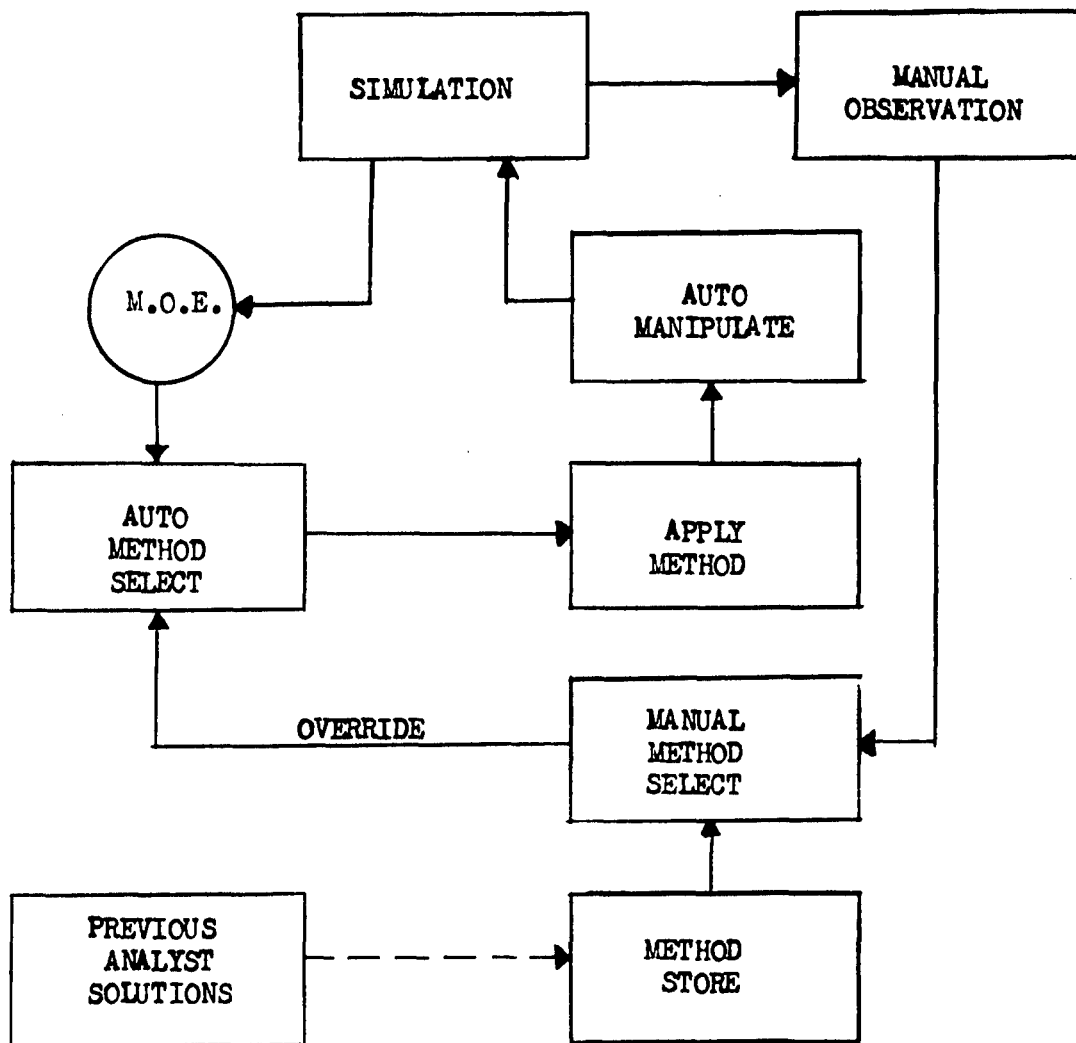 SIMULATION
MANUAL
OBSERVATION
M.O.E.
AUTO
MANIPULATE
AUTO
METHOD
SELECT
APPLY
METHOD
OVERRIDE
MANUAL
METHOD
SELECT
PREVIOUS
ANALYST
SOLUTIONS
METHOD
STORE